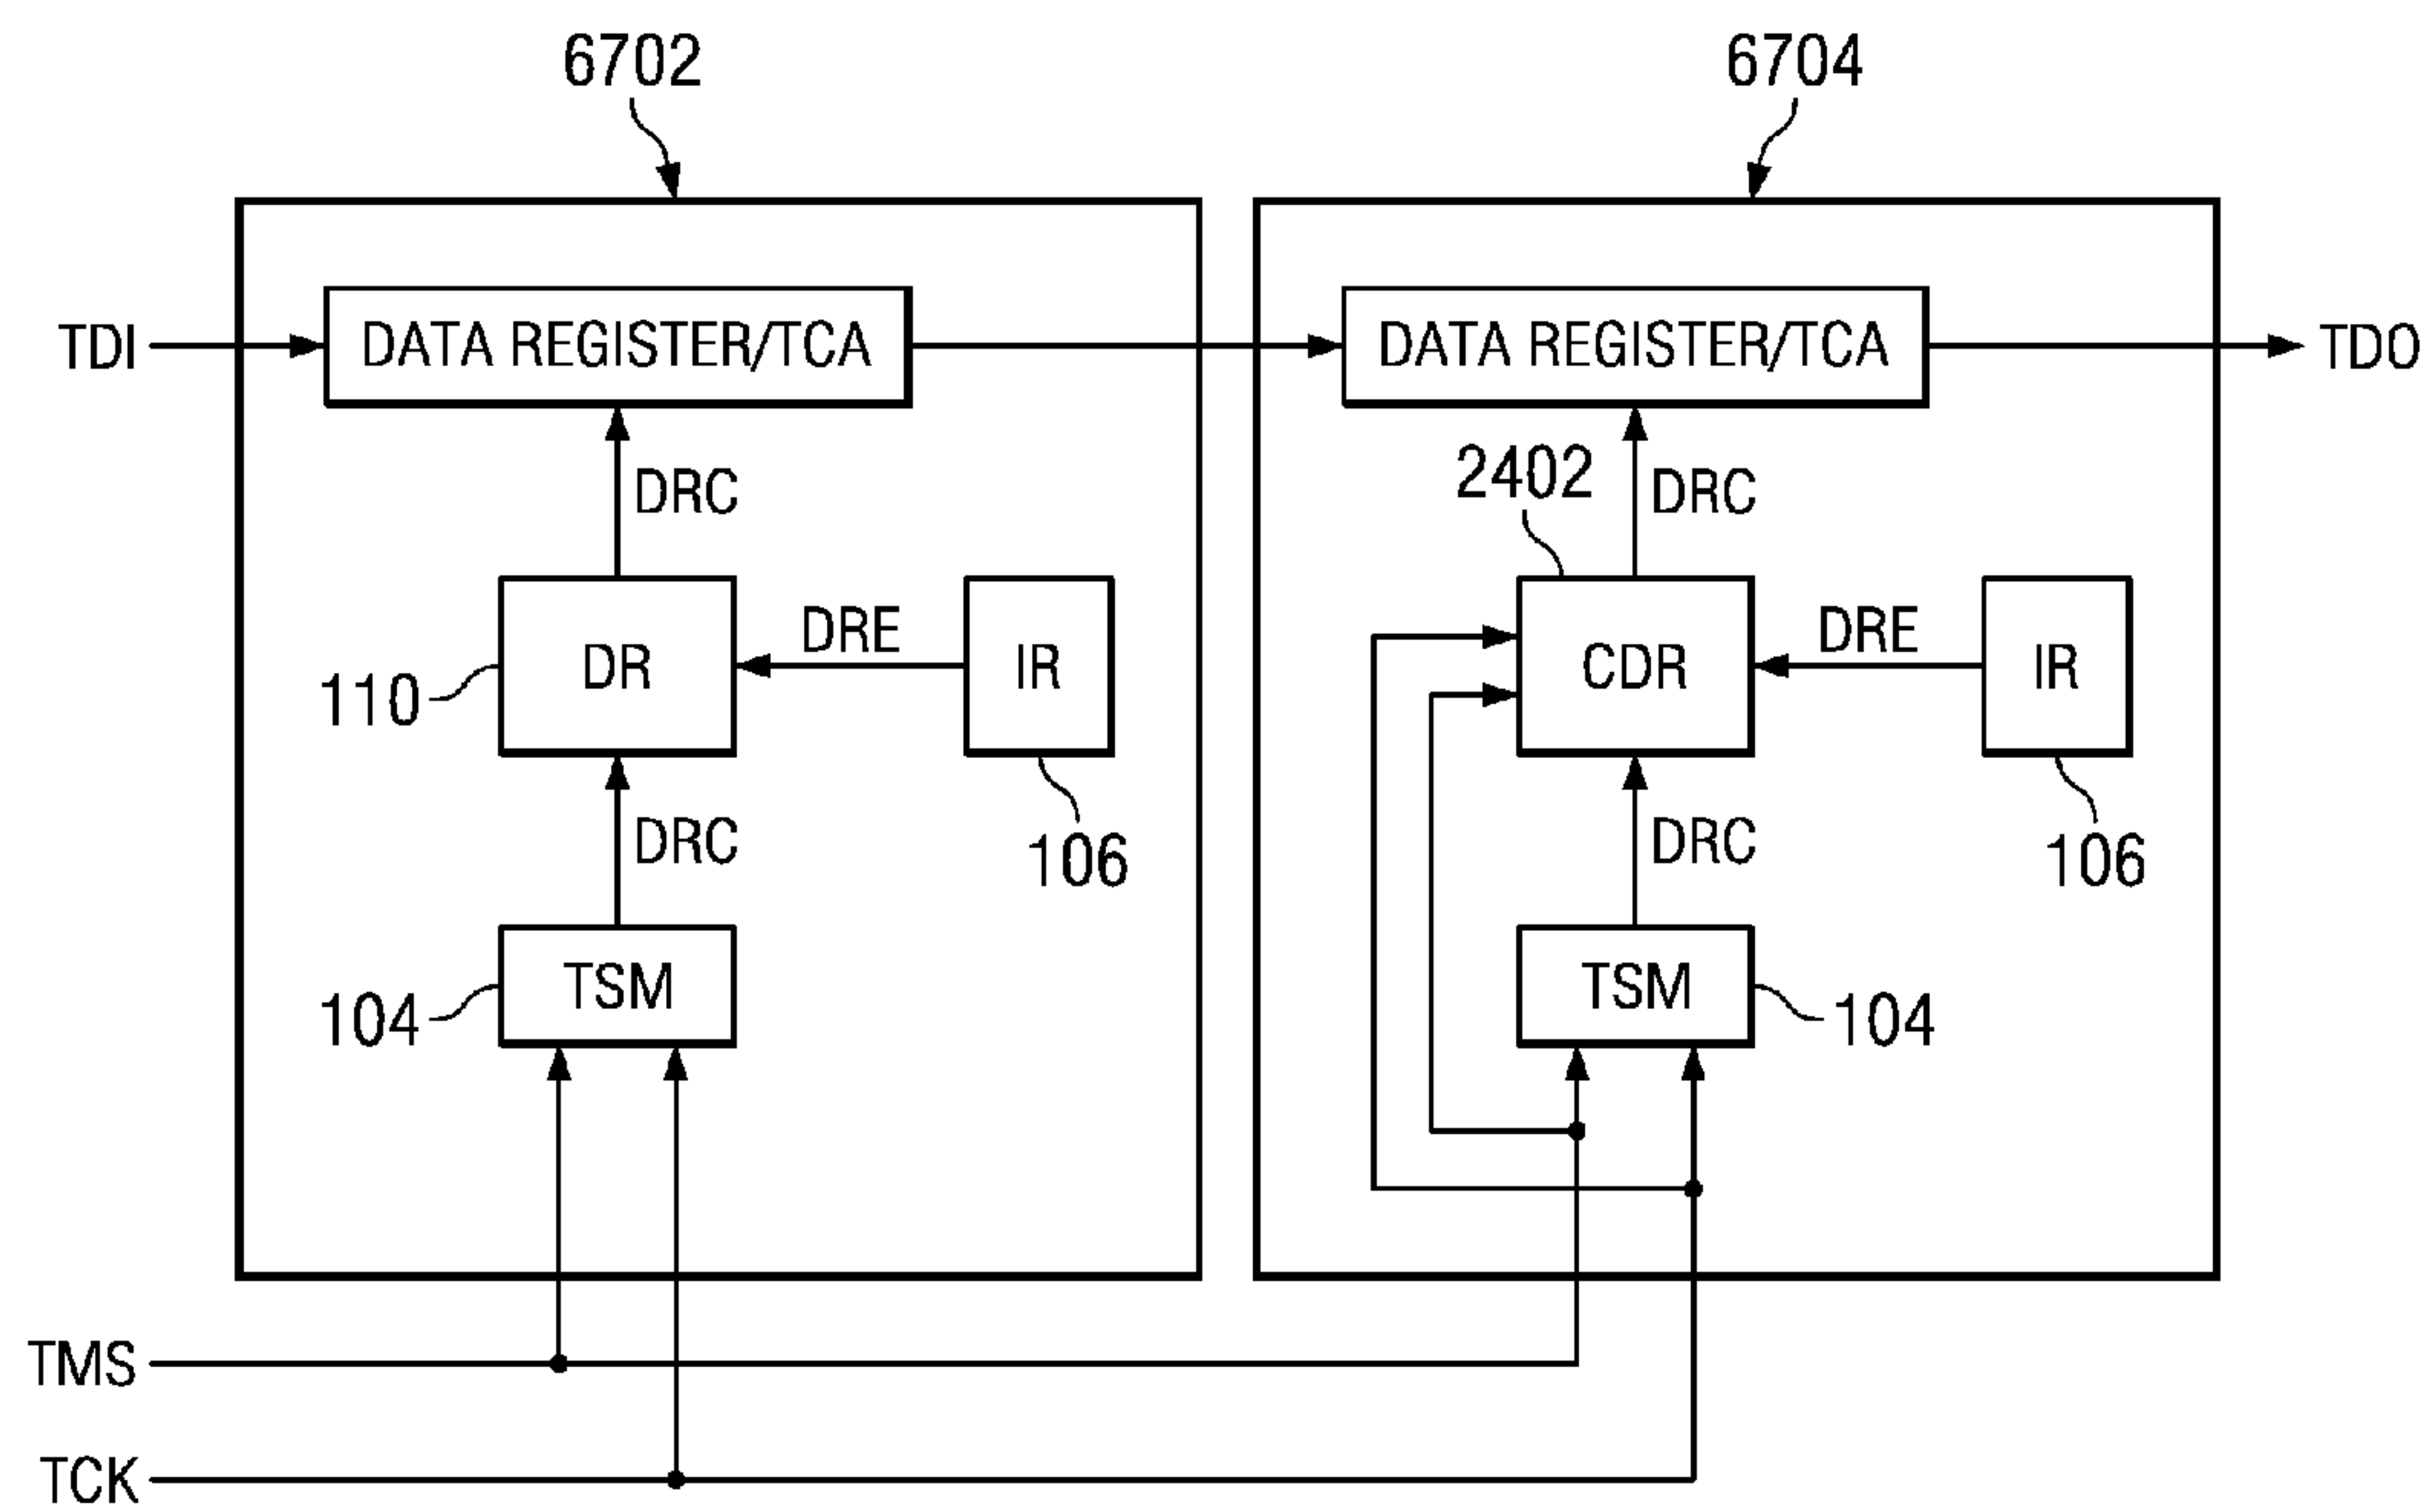 6702 6704
TDI DATA REGISTER/TCA DATA REGISTER/TCA TDO
2402
DRC DRC
DRE DRE
DR IR CDR IR
110
DRC DRC
106 106
TSM TSM
104 104
TMS
TCK